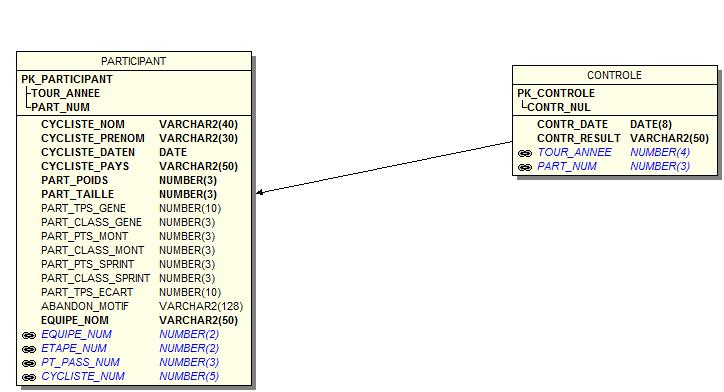 PARTICIPANT
PK_PARTICIPANT
TOUR_ANNEE
PART_NUM
CYCLISTE_NOM VARCHAR2(40)
CYCLISTE_PRENOM VARCHAR2(30)
CYCLISTE_DATEN DATE
CYCLISTE_PAYS VARCHAR2(50)
PART_POIDS NUMBER(3)
PART_TAILLE NUMBER(3)
PART_TPS_GENE NUMBER(10)
PART_CLASS_GENE NUMBER(3)
PART_PTS_MONT NUMBER(3)
PART_CLASS_MONT NUMBER(3)
PART_PTS_SPRINT NUMBER(3)
PART_CLASS_SPRINT NUMBER(3)
PART_TPS_ECART NUMBER(10)
ABANDON_MOTIF VARCHAR2(128)
EQUIPE_NOM VARCHAR2(50)
EQUIPE_NUM NUMBER(2)
ETAPE_NUM NUMBER(2)
PT_PASS_NUM NUMBER(3)
CYCLISTE_NUM NUMBER(5)
CONTROLE
PK_CONTROLE
CONTR_NUL
CONTR_DATE DATE(8)
CONTR_RESULT VARCHAR2(50)
TOUR_ANNEE NUMBER(4)
PART_NUM NUMBER(3)